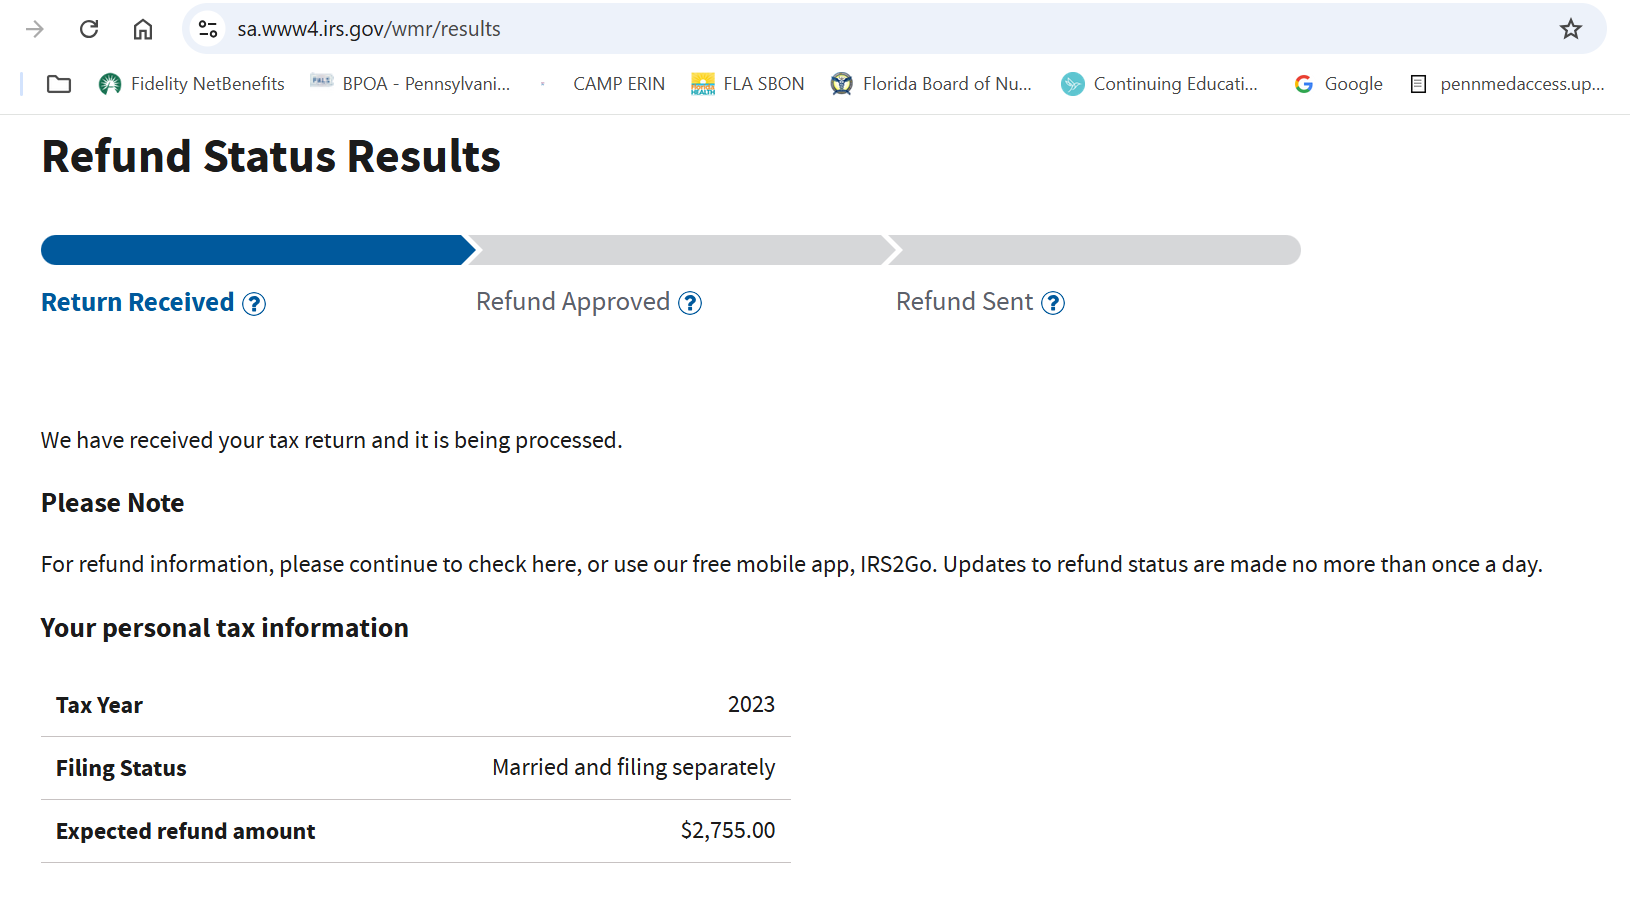 sa.www4.irs.gov/wmr/results
Fidelity NetBenefits BPOA - Pennsylvani... CAMP ERIN FLA SBON Florida Board of Nu... Continuing Educati... Google pennmedaccess.up...
Refund Status Results
Return Received ? Refund Approved ? Refund Sent ?
We have received your tax return and it is being processed.
Please Note
For refund information, please continue to check here, or use our free mobile app, IRS2Go. Updates to refund status are made no more than once a day.
Your personal tax information
Tax Year 2023
Filing Status Married and filing separately
Expected refund amount $2,755.00